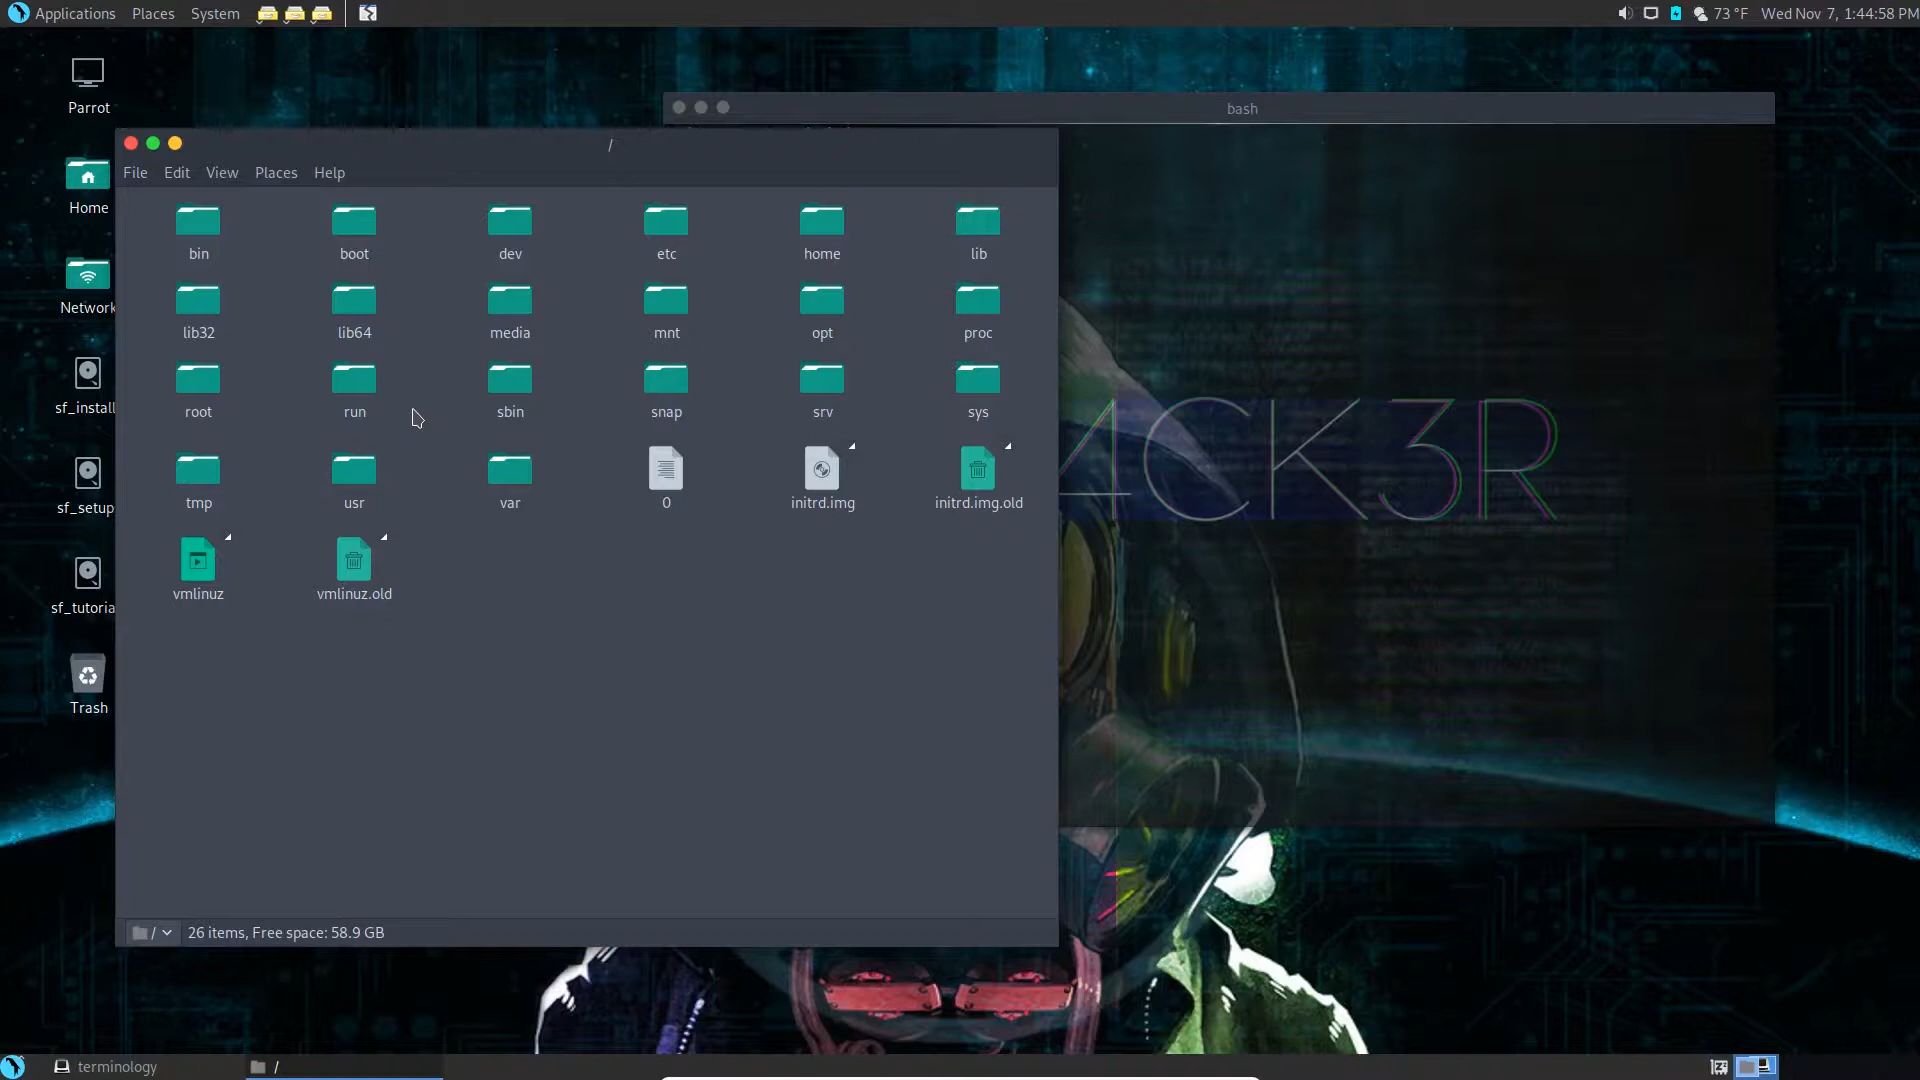 Applications Places System 73 °F Wed Nov 7, 1:44:58 PM
Parrot
Home
Network
sf_install
sf_setup
sf_tutoria
Trash
bash
/
File Edit View Places Help
bin boot dev etc home lib
lib32 lib64 media mnt opt proc
root run sbin snap srv sys
tmp usr var 0 initrd.img initrd.img.old
vmlinuz vmlinuz.old
/ 26 items, Free space: 58.9 GB
ACK3R
terminology /